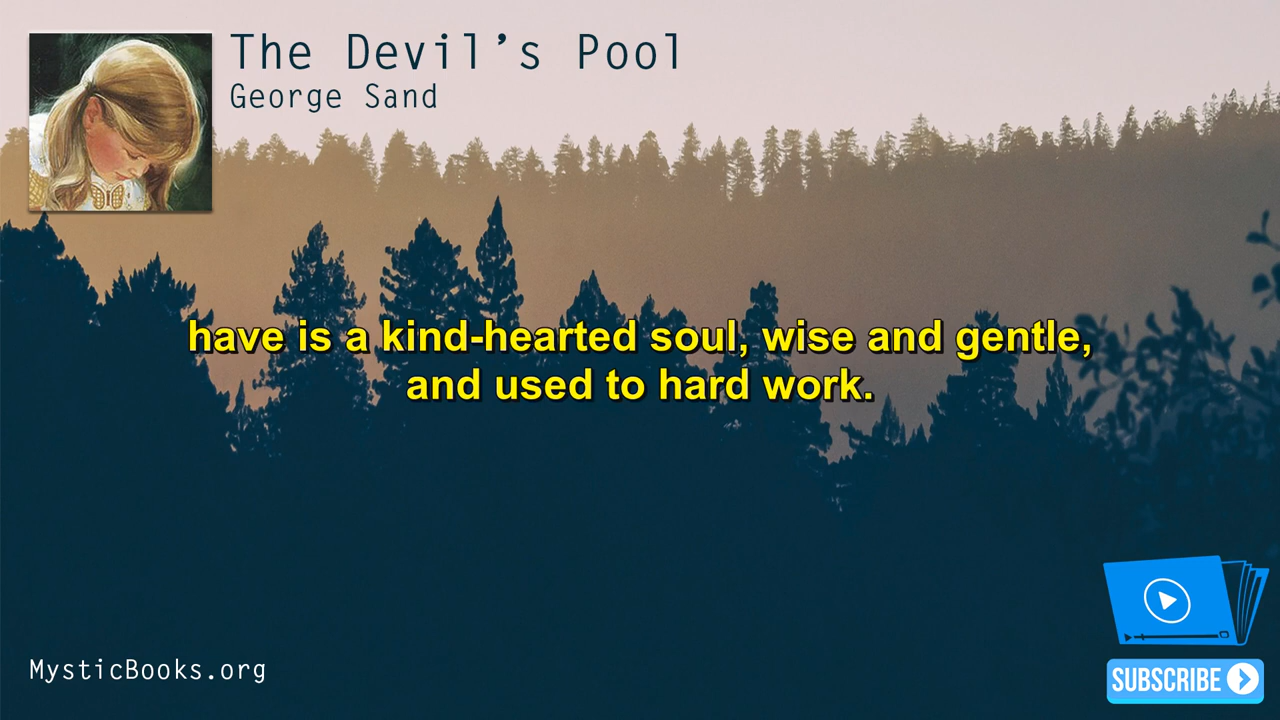 The Devil's Pool
George Sand
have is a kind-hearted soul, wise and gentle,
and used to hard work.
MysticBooks.org
SUBSCRIBE